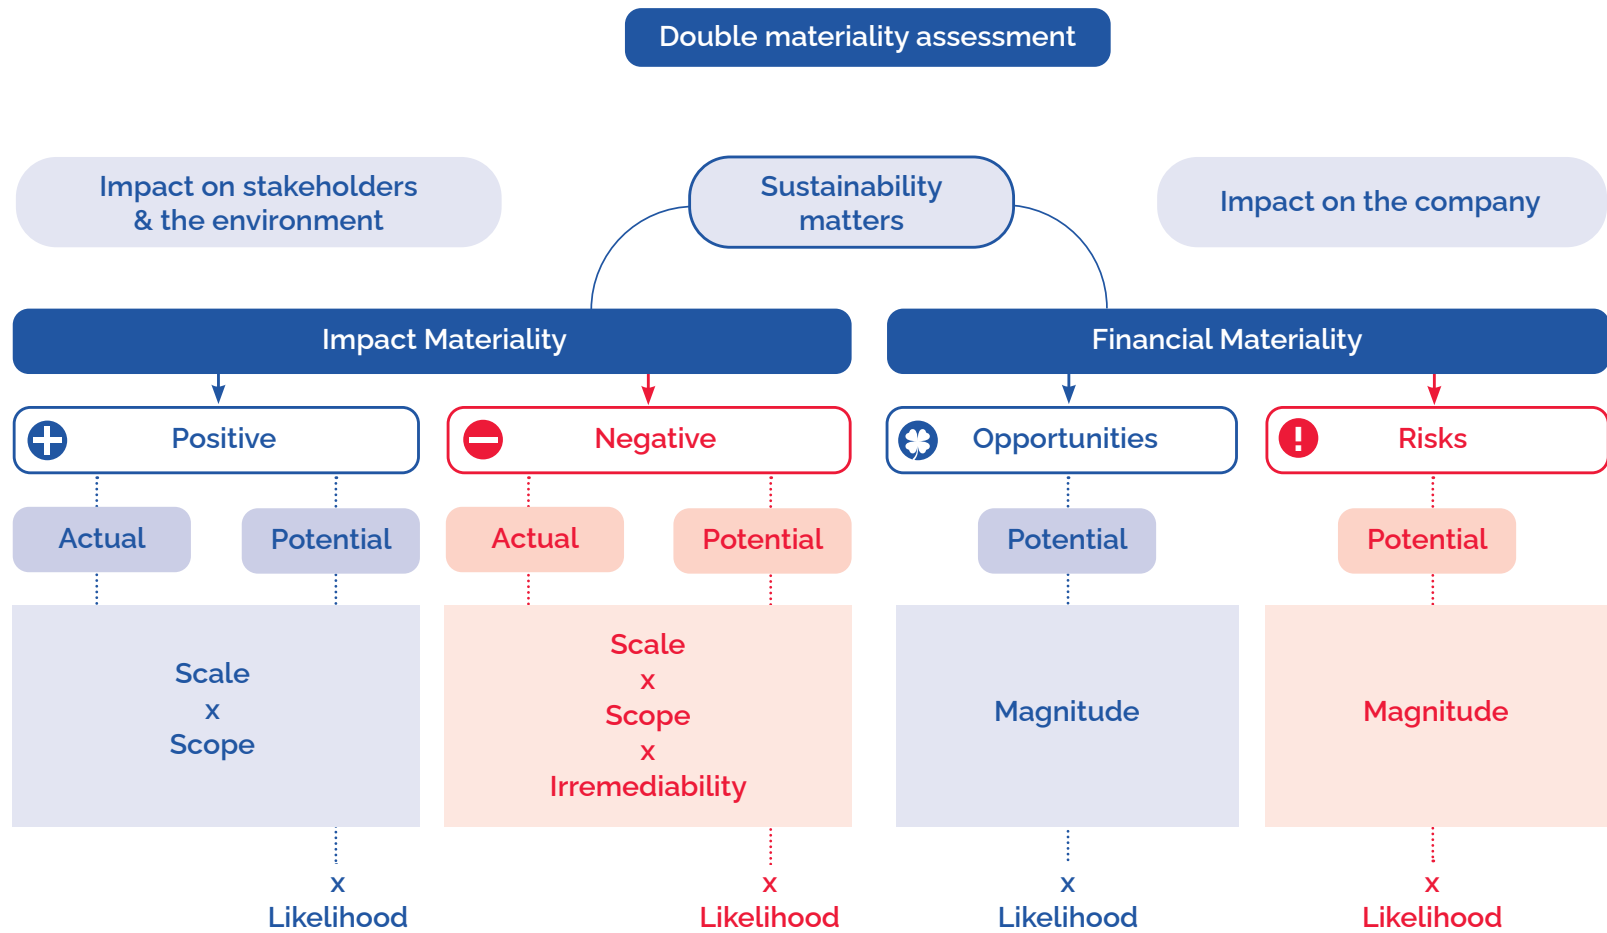 Double materiality assessment
Impact on stakeholders
& the environment
Sustainability
matters
Impact on the company
Impact Materiality
Financial Materiality
Positive
Negative
Opportunities
Risks
Actual
Potential
Actual
Potential
Potential
Potential
Scale
x
Scope
Scale
x
Scope
x
Irremediability
Magnitude
Magnitude
x
Likelihood
x
Likelihood
x
Likelihood
x
Likelihood